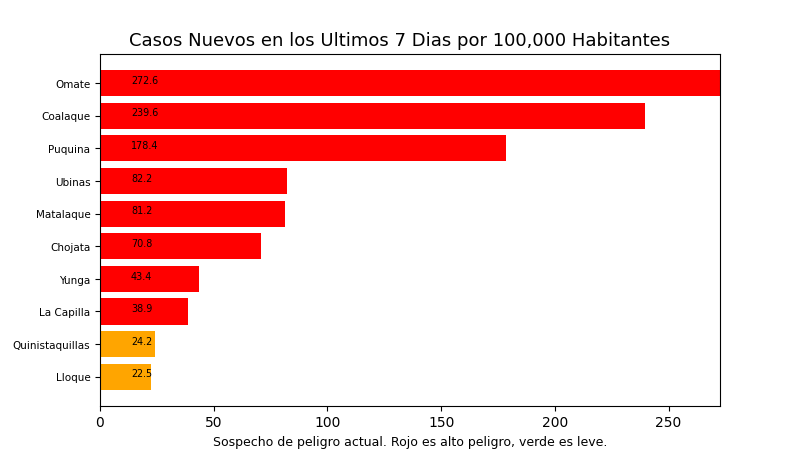 Casos Nuevos en los Ultimos 7 Dias por 100,000 Habitantes
Omate 272.6
Coalaque 239.6
Puquina 178.4
Ubinas 82.2
Matalaque 81.2
Chojata 70.8
Yunga 43.4
La Capilla 38.9
Quinistaquillas 24.2
Lloque 22.5
0 50 100 150 200 250
Sospecho de peligro actual. Rojo es alto peligro, verde es leve.